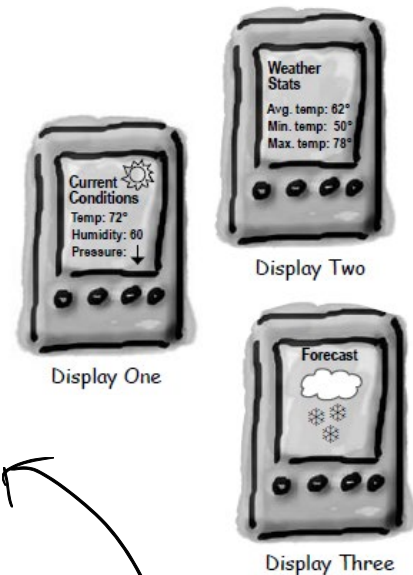 Weather
Stats
Avg. temp: 62°
Min. temp: 50°
Max. temp: 78°
Display Two
Current
Conditions
Temp: 72°
Humidity: 60
Pressure:
Display One
Forecast
Display Three